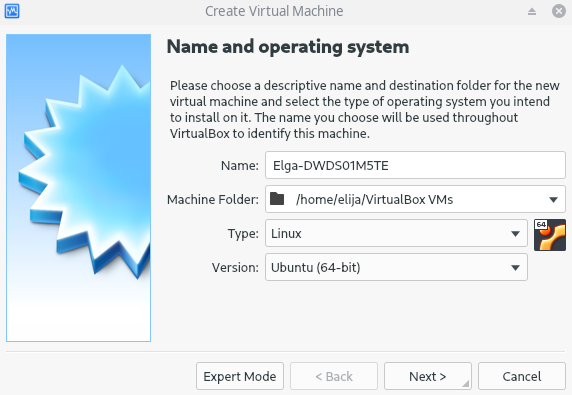 Create Virtual Machine
Name and operating system
Please choose a descriptive name and destination folder for the new
virtual machine and select the type of operating system you intend
to install on it. The name you choose will be used throughout
VirtualBox to identify this machine.
Name: Elga-DWDS01M5TE
Machine Folder: /home/elija/VirtualBox VMs
Type: Linux
64
Version: Ubuntu (64-bit)
Expert Mode < Back Next > Cancel